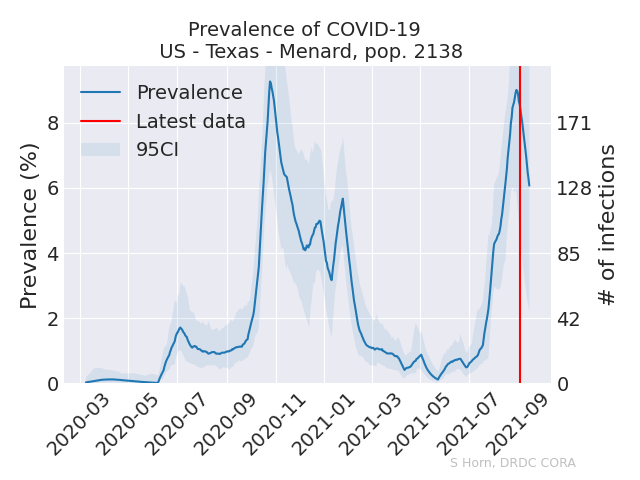 Prevalence of COVID-19
US - Texas - Menard, pop. 2138
Prevalence
Latest data
95CI
Prevalence (%)
8
6
4
2
0
171
128
85
42
0
# of infections
2020-03
2020-05
2020-07
2020-09
2020-11
2021-01
2021-03
2021-05
2021-07
2021-09
S Horn, DRDC CORA